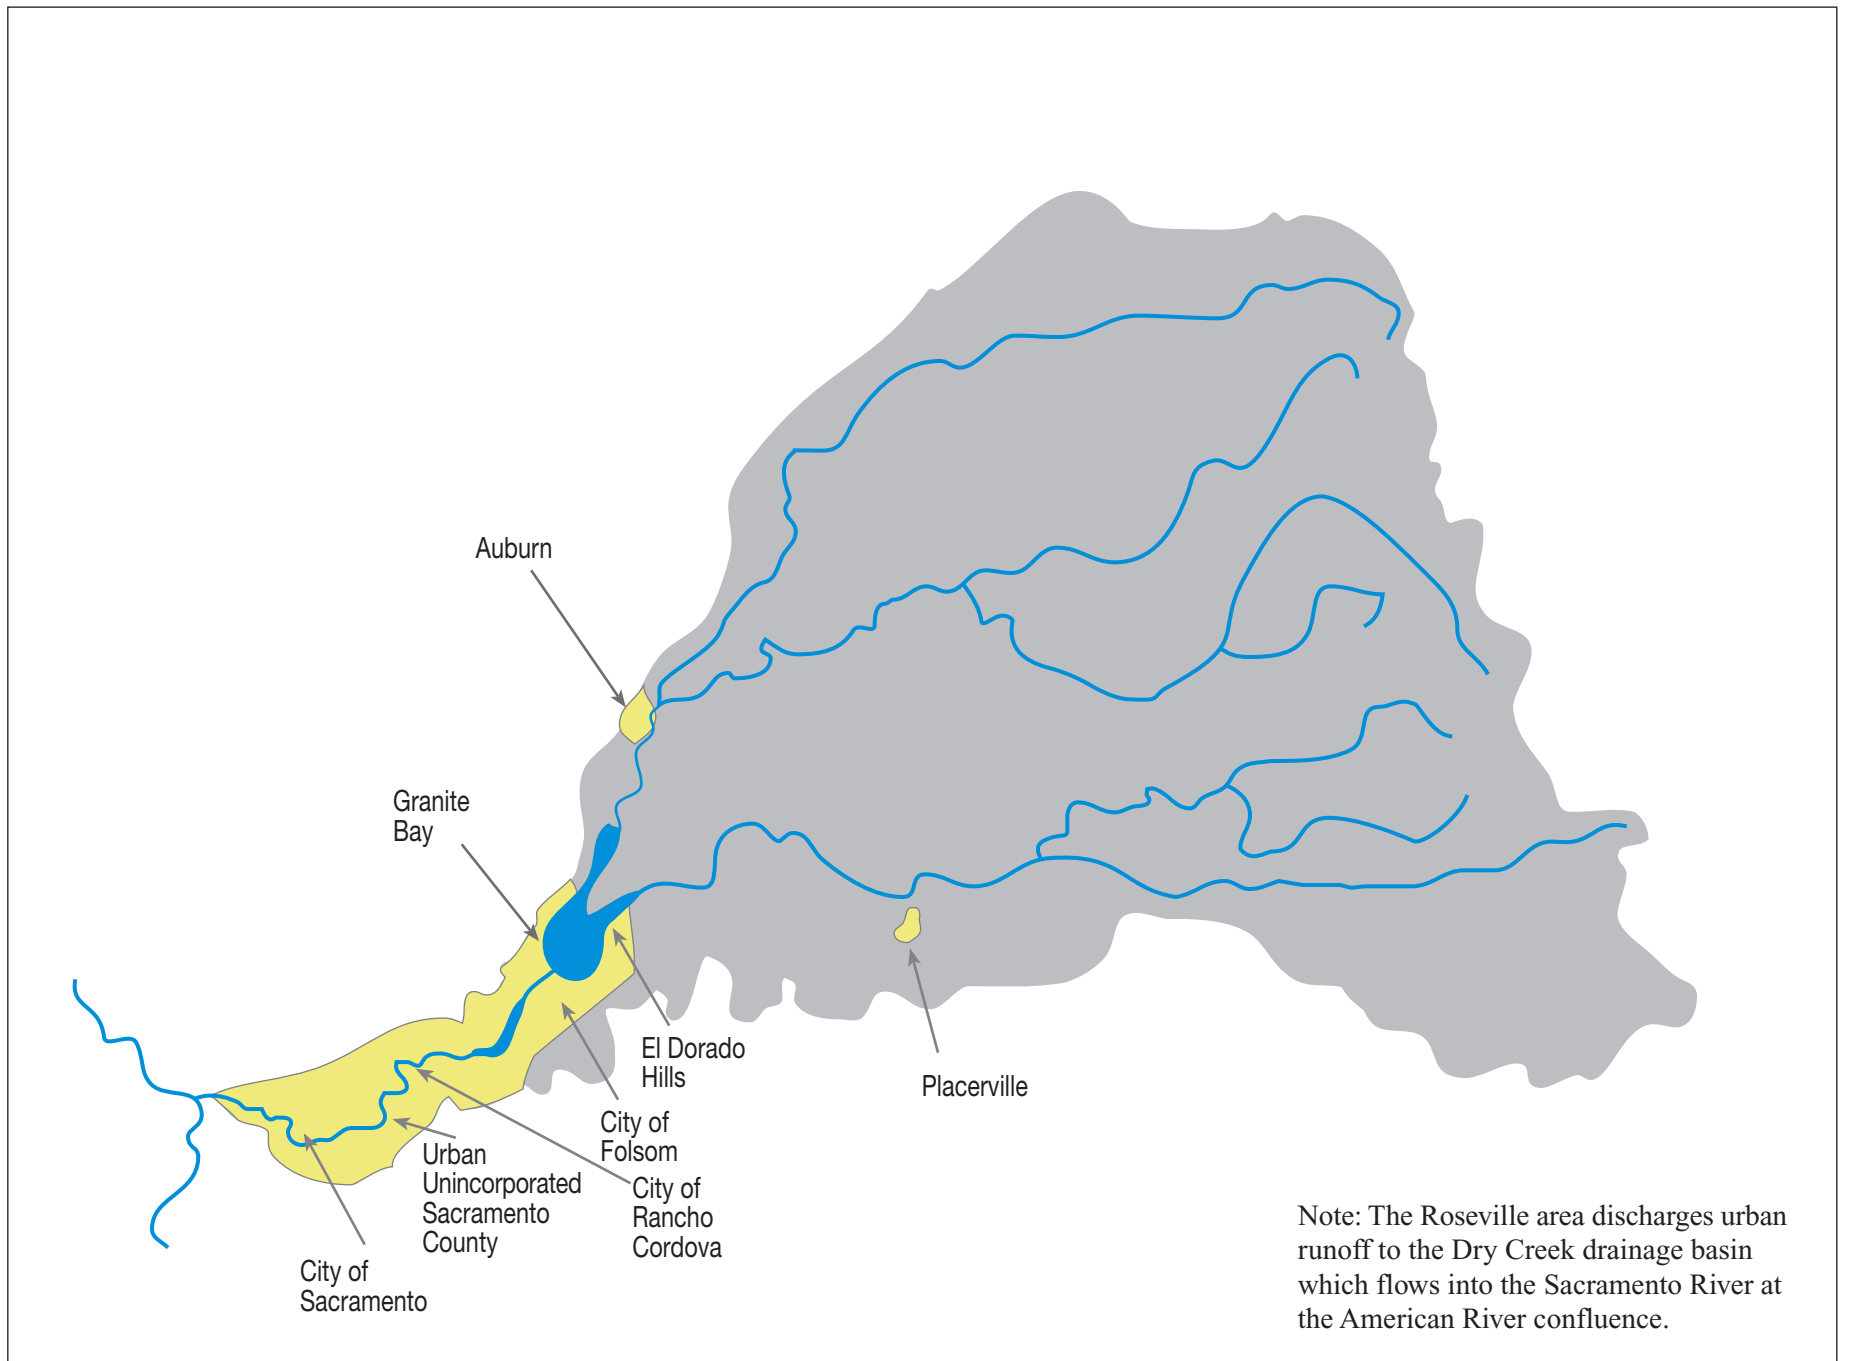 Auburn
Granite
Bay
El Dorado
Hills
Placerville
City of
Folsom
Urban
Unincorporated
Sacramento
County
City of
Rancho
Cordova
City of
Sacramento
Note: The Roseville area discharges urban
runoff to the Dry Creek drainage basin
which flows into the Sacramento River at
the American River confluence.